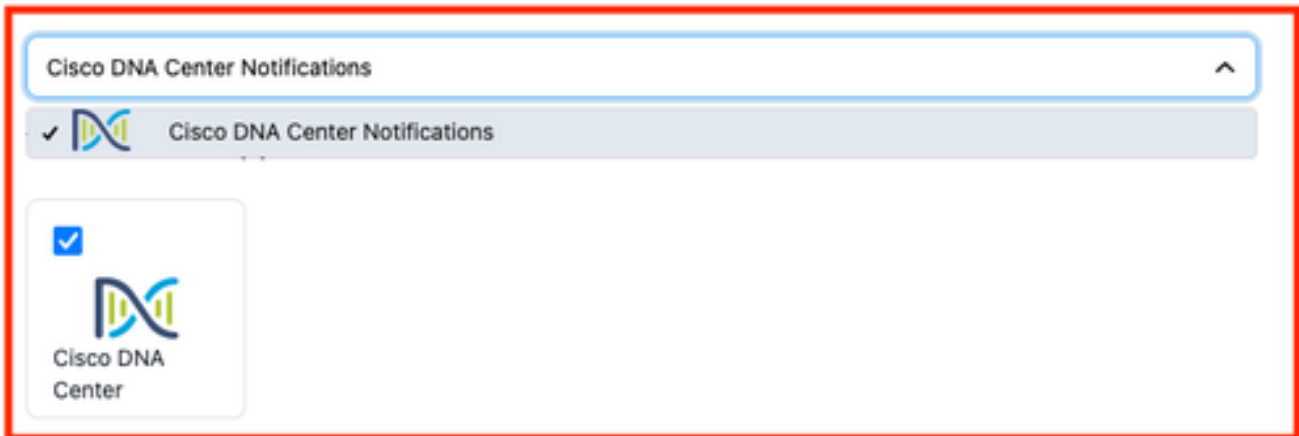 Cisco DNA Center Notifications
Cisco DNA Center Notifications
Cisco DNA
Center